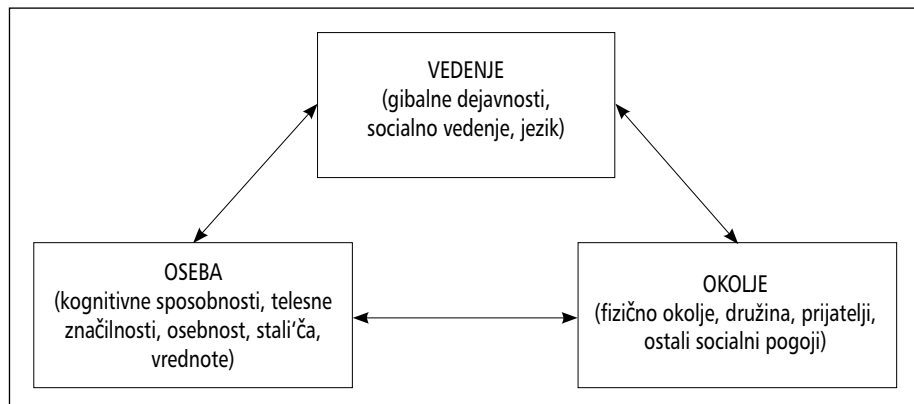 VEDENJE
(gibalne dejavnosti,
socialno vedenje, jezik)
OSEBA
(kognitivne sposobnosti, telesne
značilnosti, osebnost, stali‘ča,
vrednote)
OKOLJE
(fizično okolje, družina, prijatelji,
ostali socialni pogoji)